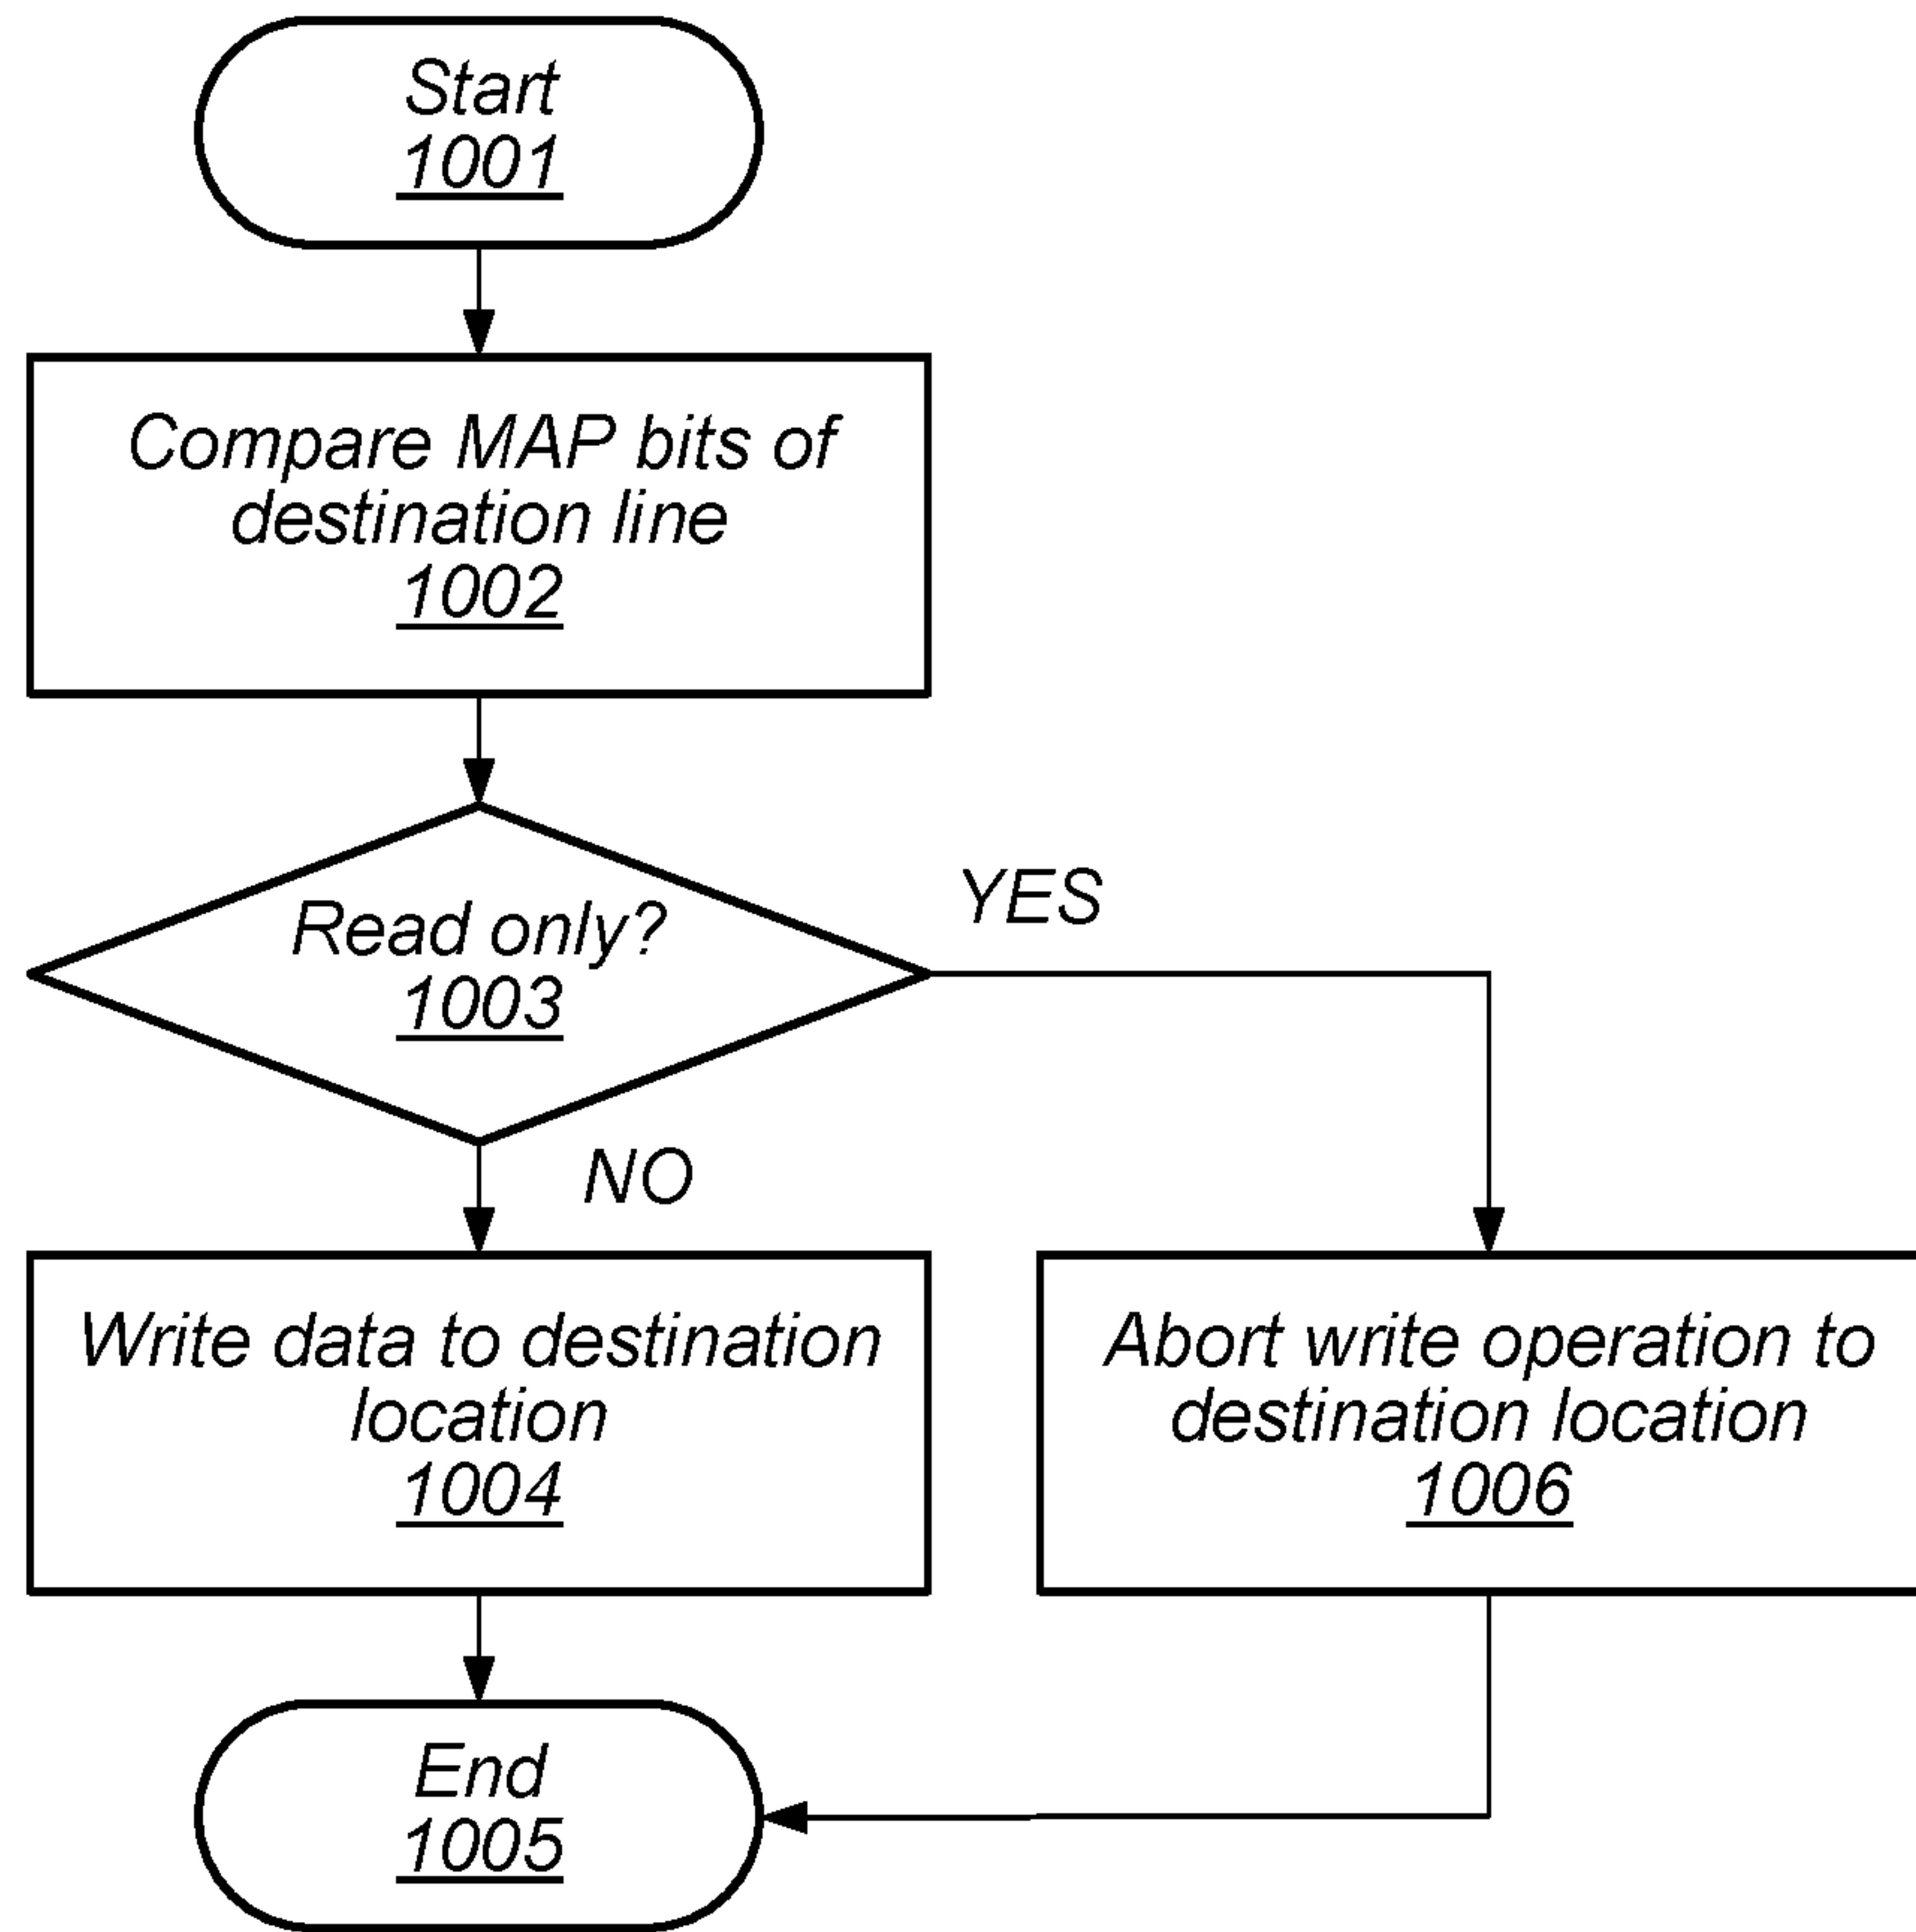 Start
1001
Compare MAP bits of
destination line
1002
Read only?
1003
YES
NO
Write data to destination
location
1004
Abort write operation to
destination location
1006
End
1005